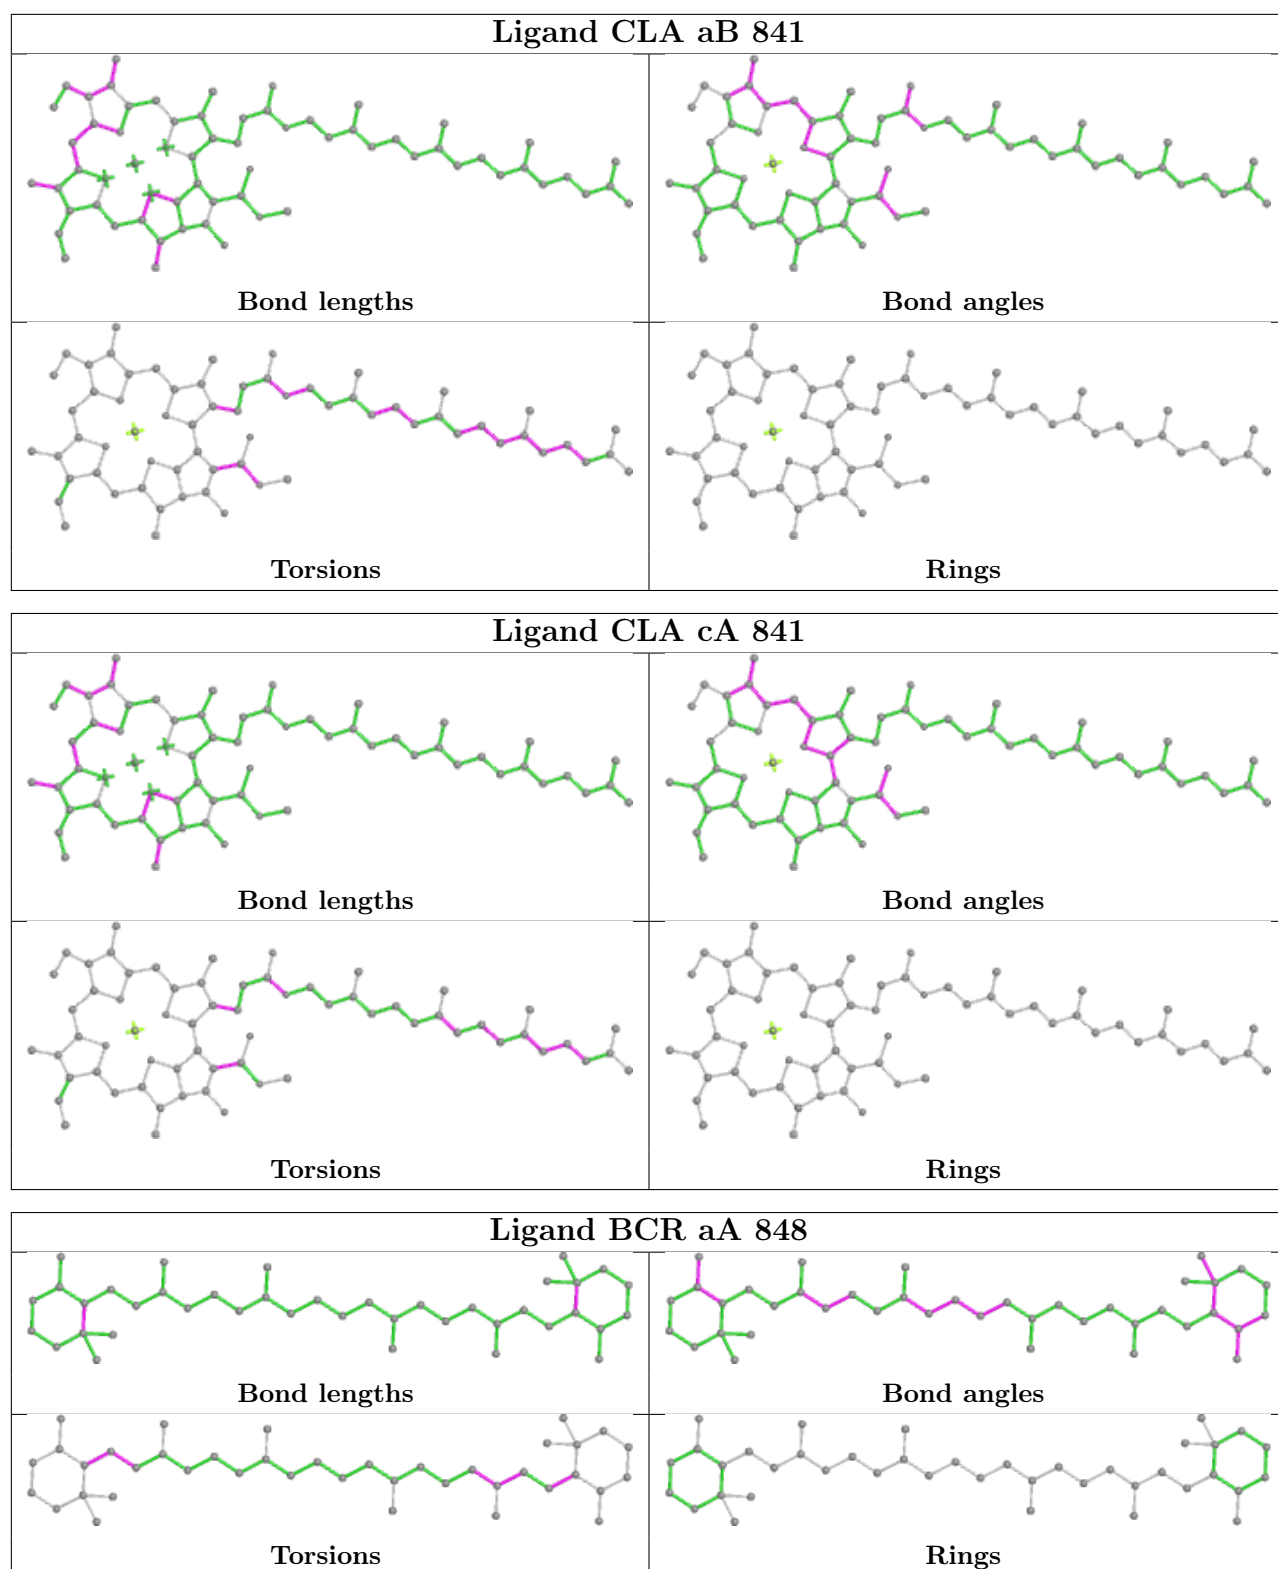 Ligand CLA aB 841
Bond lengths
Bond angles
Torsions
Rings
Ligand CLA cA 841
Bond lengths
Bond angles
Torsions
Rings
Ligand BCR aA 848
Bond lengths
Bond angles
Torsions
Rings